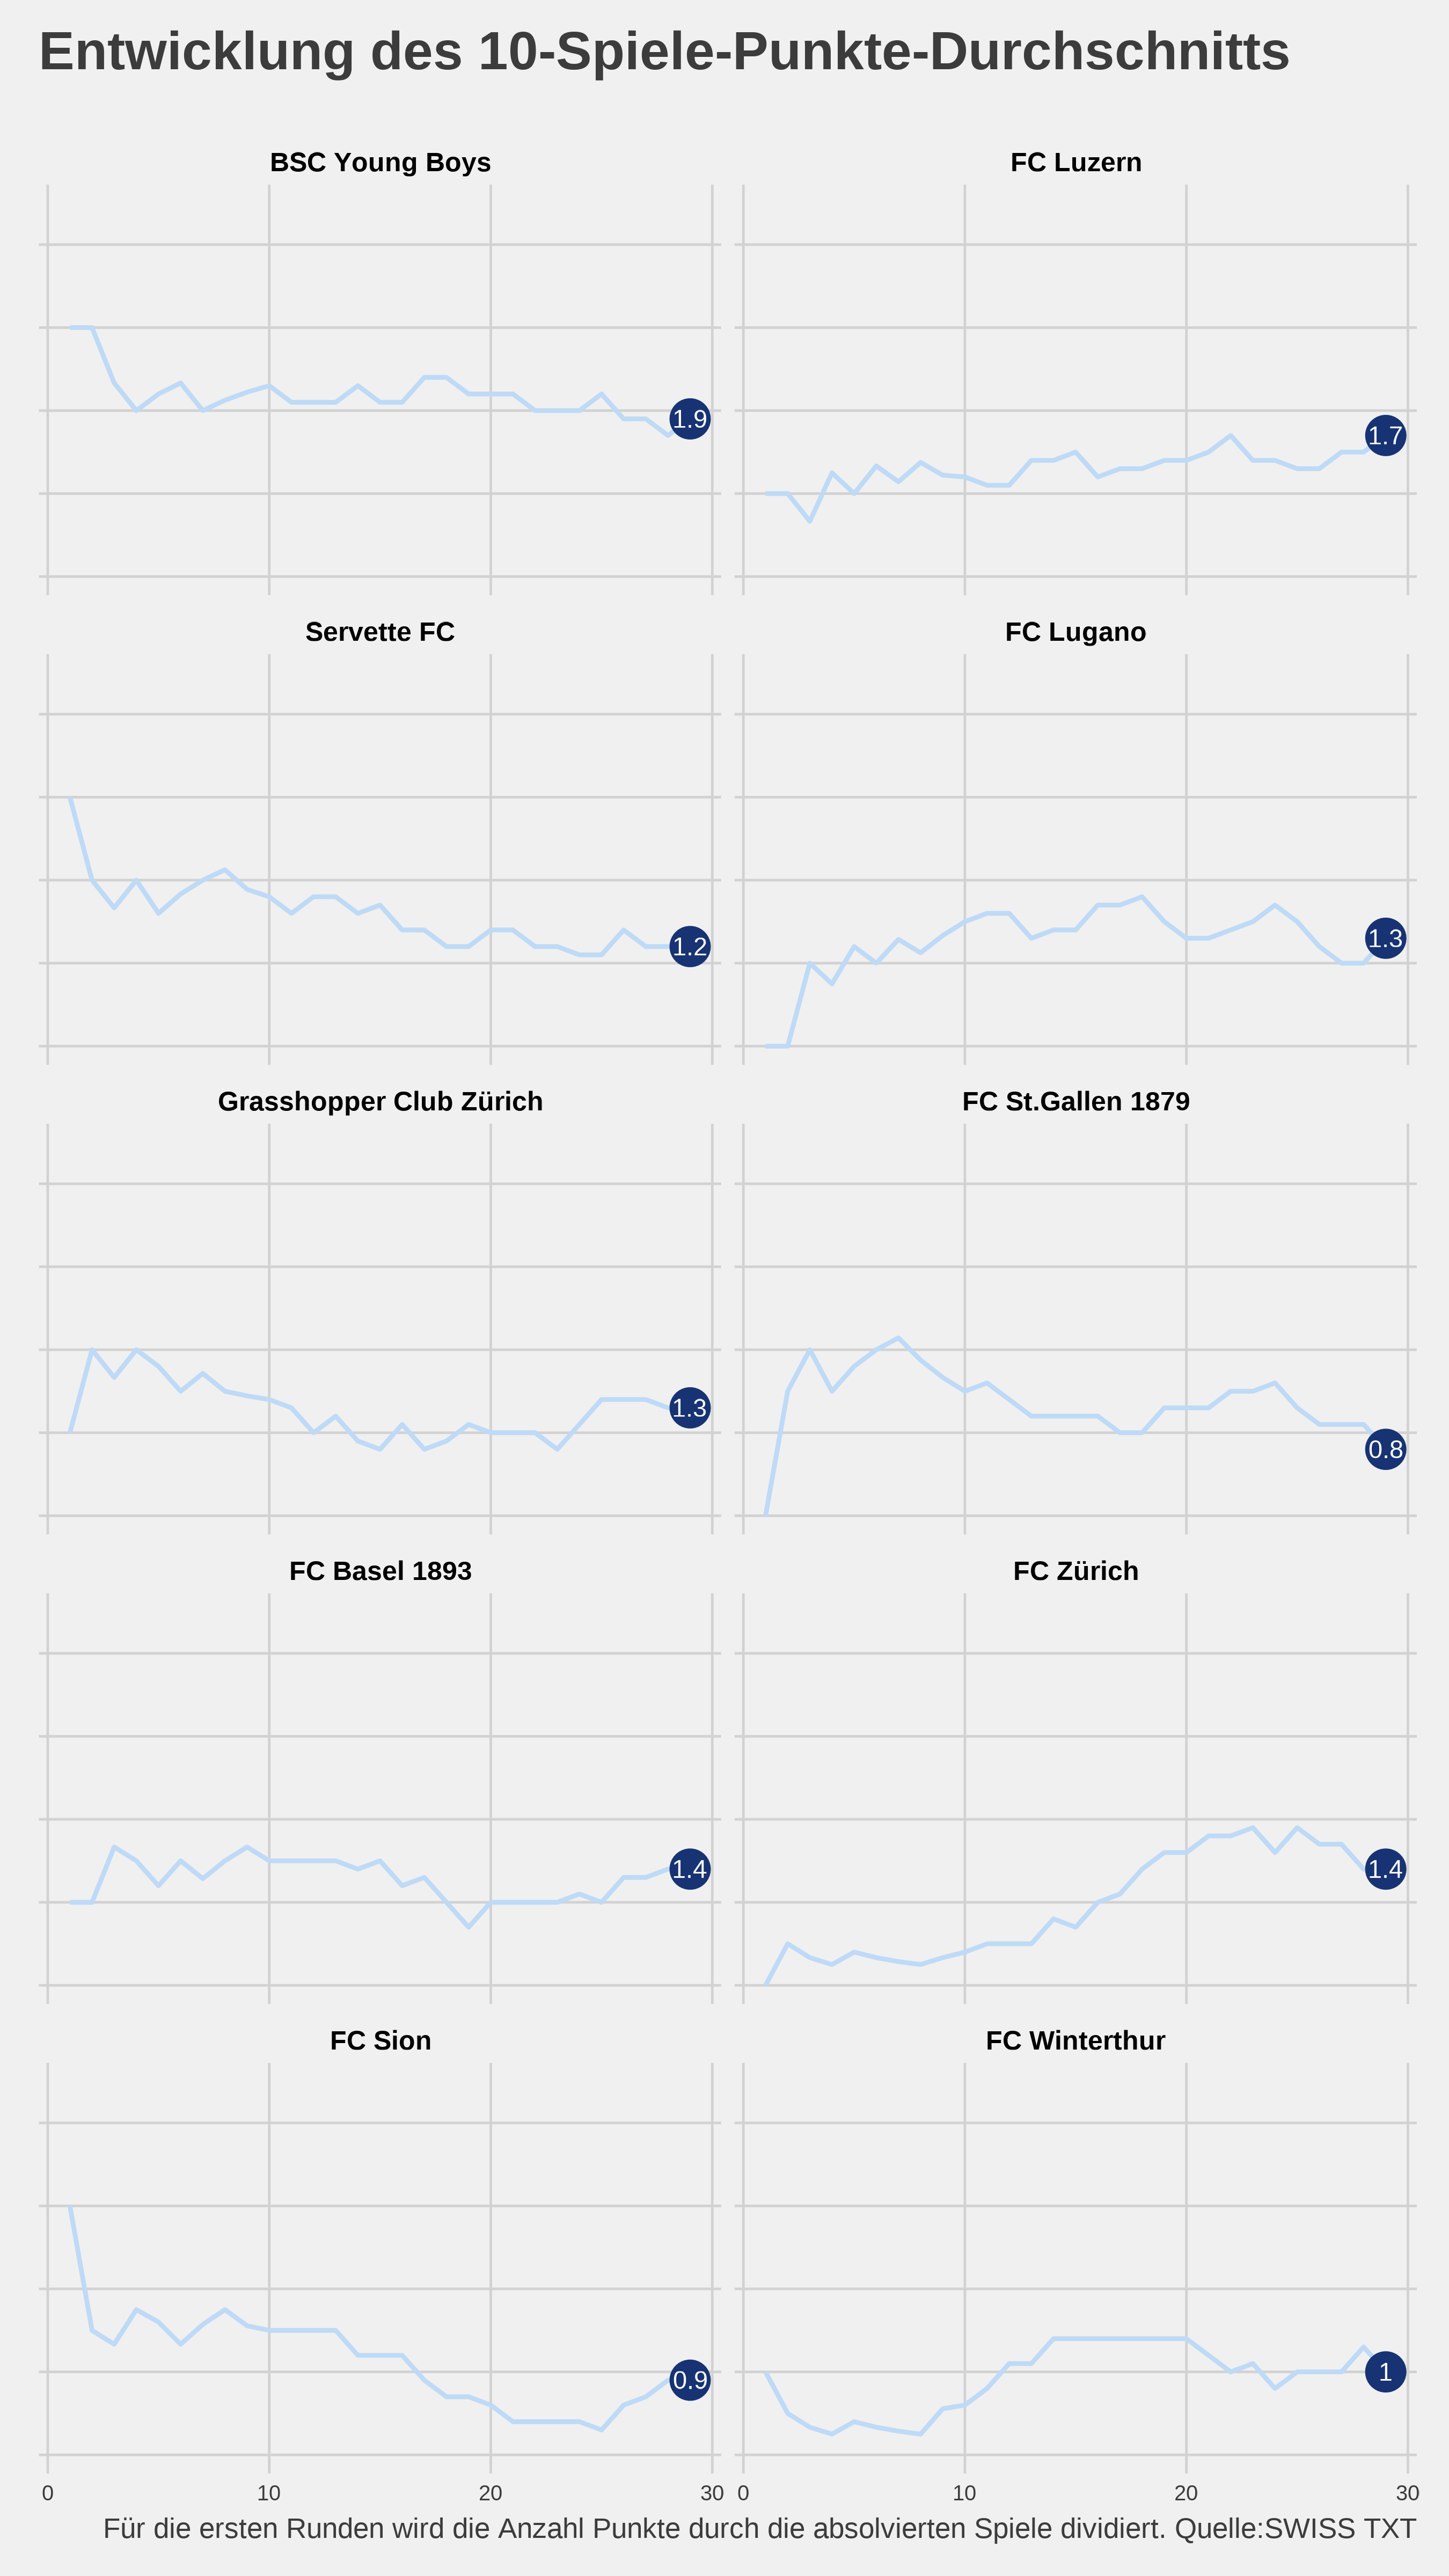 Entwicklung des 10-Spiele-Punkte-Durchschnitts
BSC Young Boys
FC Luzern
1.9
1.7
Servette FC
FC Lugano
1.2
1.3
Grasshopper Club Zürich
FC St.Gallen 1879
1.3
0.8
FC Basel 1893
FC Zürich
1.4
1.4
FC Sion
FC Winterthur
0.9
1
0 10 20 30 0 10 20 30
Für die ersten Runden wird die Anzahl Punkte durch die absolvierten Spiele dividiert. Quelle:SWISS TXT